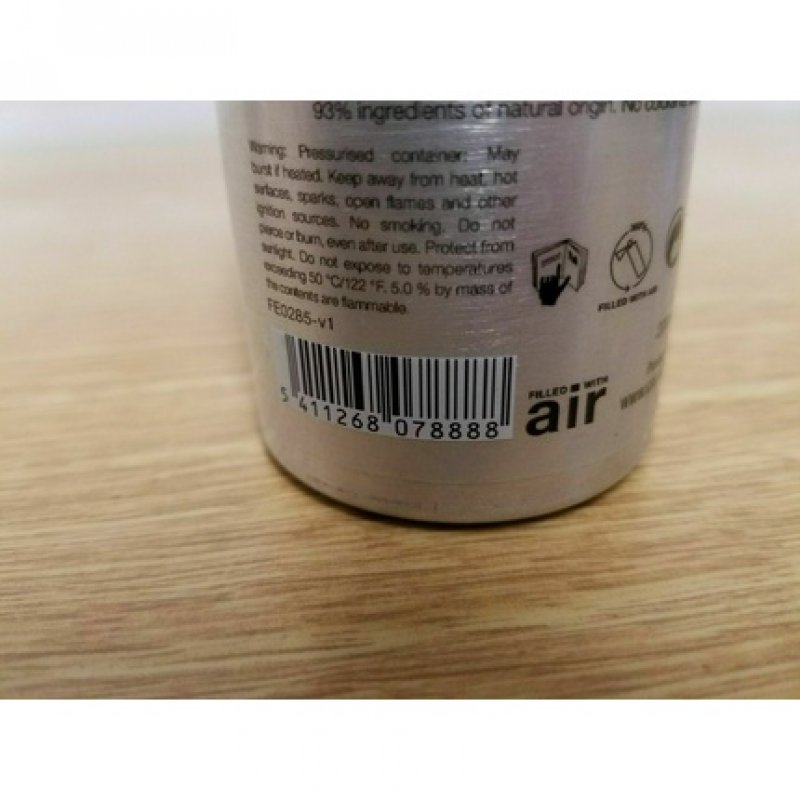 93% ingredients of natural origin. No
Warning: Pressurised container: May
burst if heated. Keep away from heat, hot
surfaces, sparks, open flames and other
ignition sources. No smoking. Do not
pierce or burn, even after use. Protect from
sunlight. Do not expose to temperatures
exceeding 50 °C/122 °F. 5.0 % by mass of
the contents are flammable.
FE0285-v1
5 411268 078888
FILLED WITH AIR
FILLED WITH
air